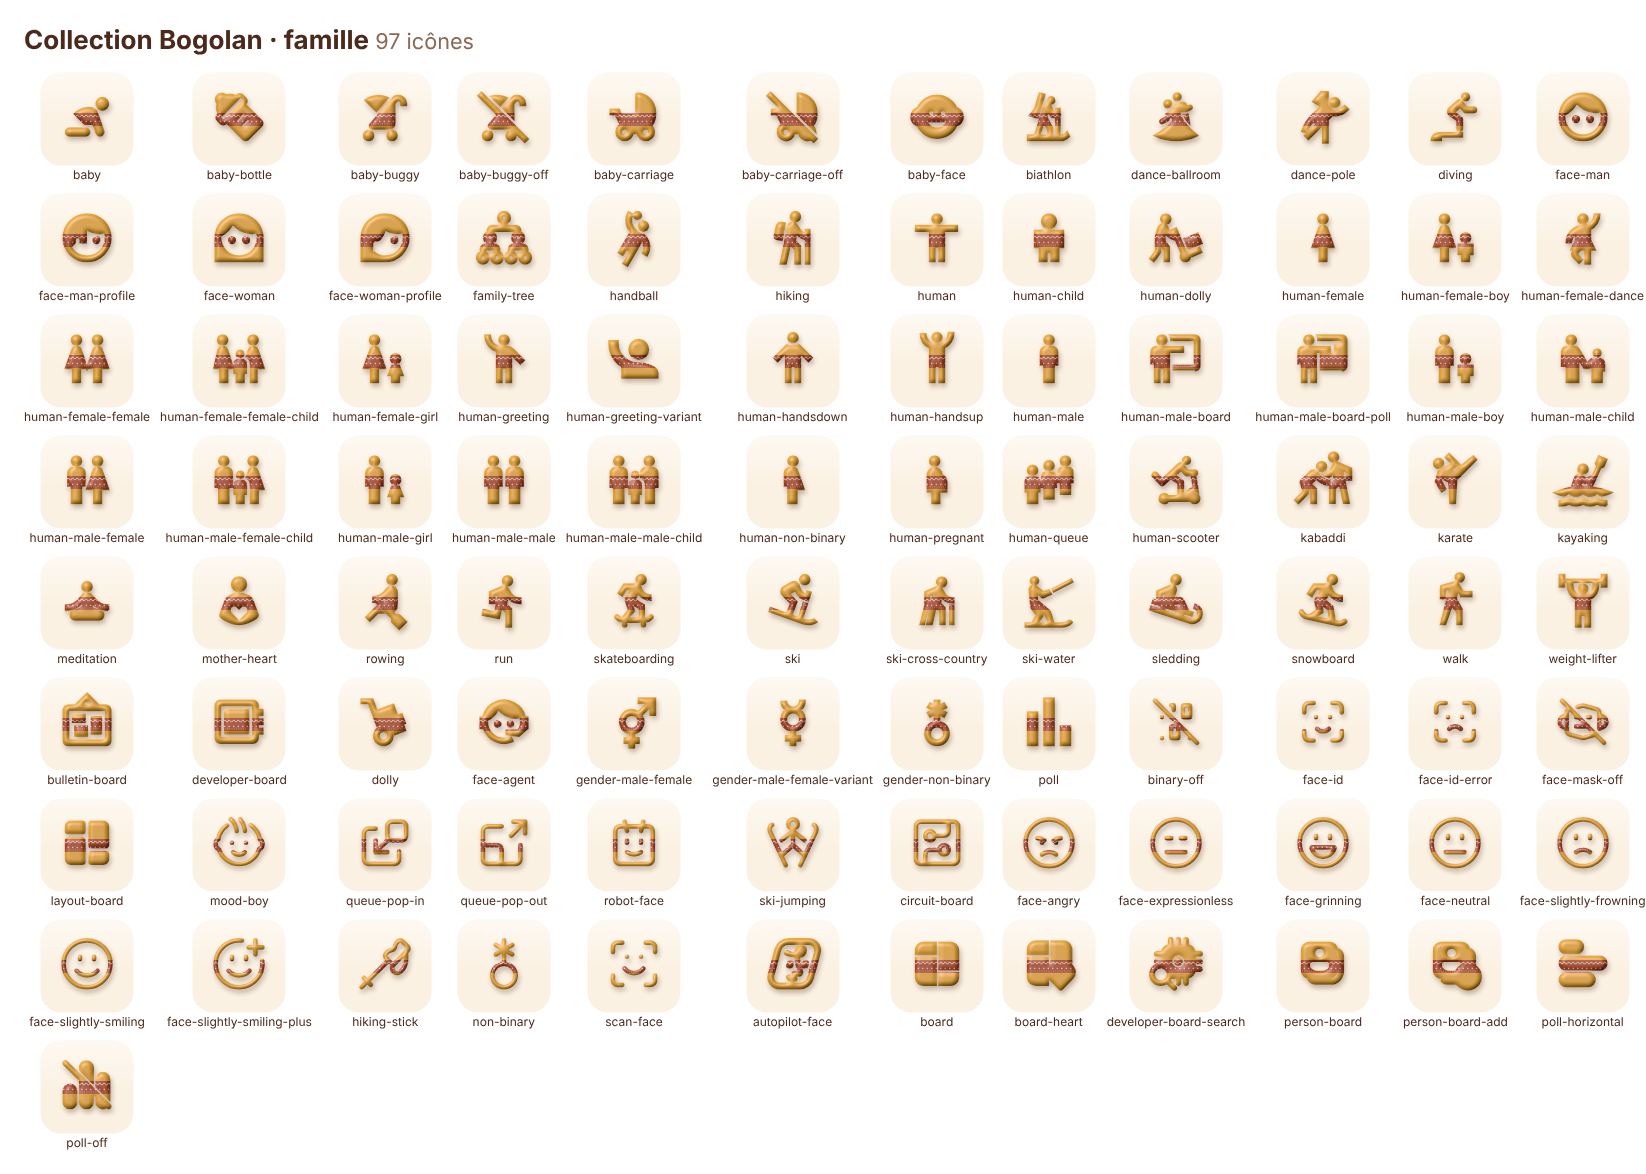 Collection Bogolan · famille 97 icônes
baby baby-bottle baby-buggy baby-buggy-off baby-carriage baby-carriage-off baby-face biathlon dance-ballroom dance-pole diving face-man
face-man-profile face-woman face-woman-profile family-tree handball hiking human human-child human-dolly human-female human-female-boy human-female-dance
human-female-female human-female-female-child human-female-girl human-greeting human-greeting-variant human-handsdown human-handsup human-male human-male-board human-male-board-poll human-male-boy human-male-child
human-male-female human-male-female-child human-male-girl human-male-male human-male-male-child human-non-binary human-pregnant human-queue human-scooter kabaddi karate kayaking
meditation mother-heart rowing run skateboarding ski ski-cross-country ski-water sledding snowboard walk weight-lifter
bulletin-board developer-board dolly face-agent gender-male-female gender-male-female-variant gender-non-binary poll binary-off face-id face-id-error face-mask-off
layout-board mood-boy queue-pop-in queue-pop-out robot-face ski-jumping circuit-board face-angry face-expressionless face-grinning face-neutral face-slightly-frowning
face-slightly-smiling face-slightly-smiling-plus hiking-stick non-binary scan-face autopilot-face board board-heart developer-board-search person-board person-board-add poll-horizontal
poll-off